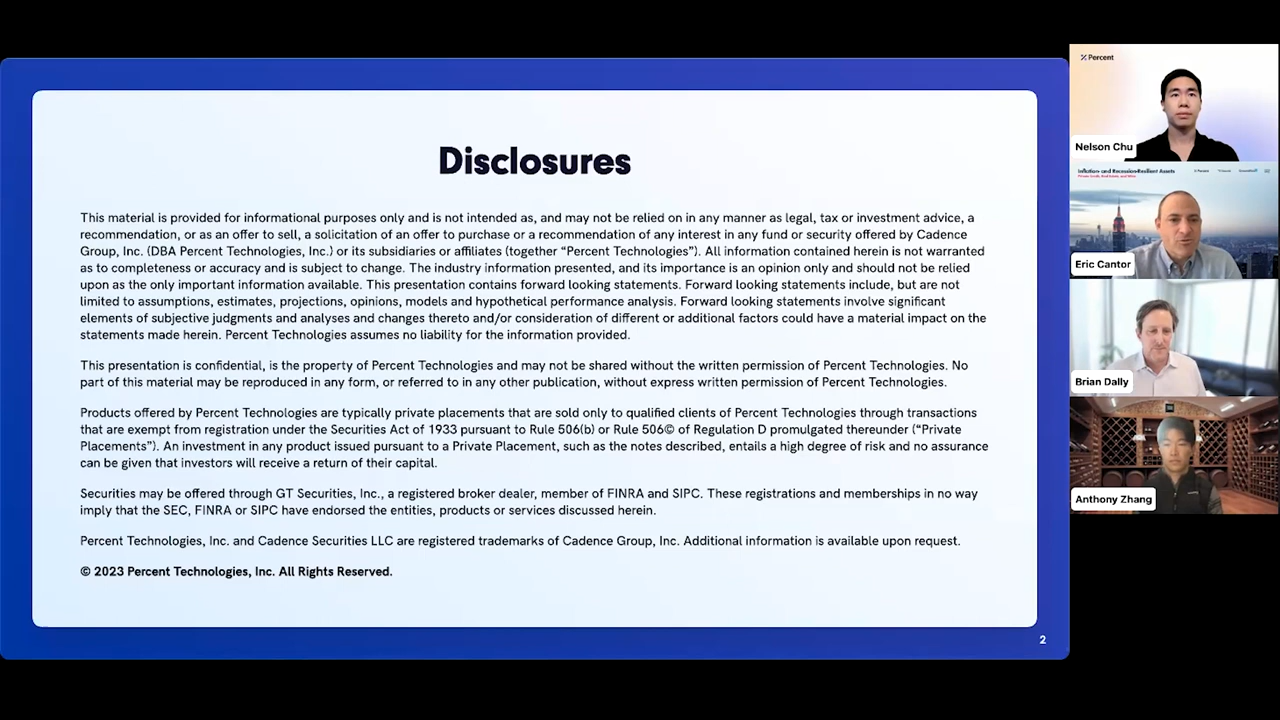 Disclosures
This material is provided for informational purposes only and is not intended as, and may not be relied on in any manner as legal, tax or investment advice, a
recommendation, or as an offer to sell, a solicitation of an offer to purchase or a recommendation of any interest in any fund or security offered by Cadence
Group, Inc. (DBA Percent Technologies, Inc.) or its subsidiaries or affiliates (together “Percent Technologies”). All information contained herein is not warranted
as to completeness or accuracy and is subject to change. The industry information presented, and its importance is an opinion only and should not be relied
upon as the only important information available. This presentation contains forward looking statements. Forward looking statements include, but are not
limited to assumptions, estimates, projections, opinions, models and hypothetical performance analysis. Forward looking statements involve significant
elements of subjective judgments and analyses and changes thereto and/or consideration of different or additional factors could have a material impact on the
statements made herein. Percent Technologies assumes no liability for the information provided.
This presentation is confidential, is the property of Percent Technologies and may not be shared without the written permission of Percent Technologies. No
part of this material may be reproduced in any form, or referred to in any other publication, without express written permission of Percent Technologies.
Products offered by Percent Technologies are typically private placements that are sold only to qualified clients of Percent Technologies through transactions
that are exempt from registration under the Securities Act of 1933 pursuant to Rule 506(b) or Rule 506© of Regulation D promulgated thereunder (“Private
Placements”). An investment in any product issued pursuant to a Private Placement, such as the notes described, entails a high degree of risk and no assurance
can be given that investors will receive a return of their capital.
Securities may be offered through GT Securities, Inc., a registered broker dealer, member of FINRA and SIPC. These registrations and memberships in no way
imply that the SEC, FINRA or SIPC have endorsed the entities, products or services discussed herein.
Percent Technologies, Inc. and Cadence Securities LLC are registered trademarks of Cadence Group, Inc. Additional information is available upon request.
© 2023 Percent Technologies, Inc. All Rights Reserved.
2
Percent
Nelson Chu
Inflation- and Recession-Resilient Assets
Private Credit, Real Estate, and Wine
Eric Cantor
Brian Dally
Anthony Zhang